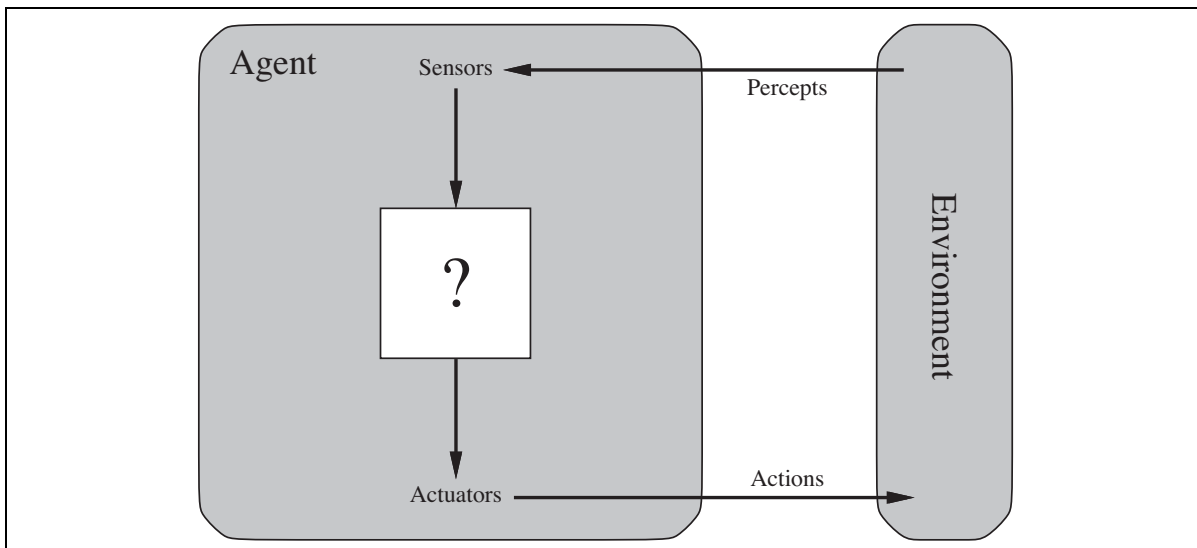 Agent
Sensors
Percepts
?
Environment
Actuators
Actions